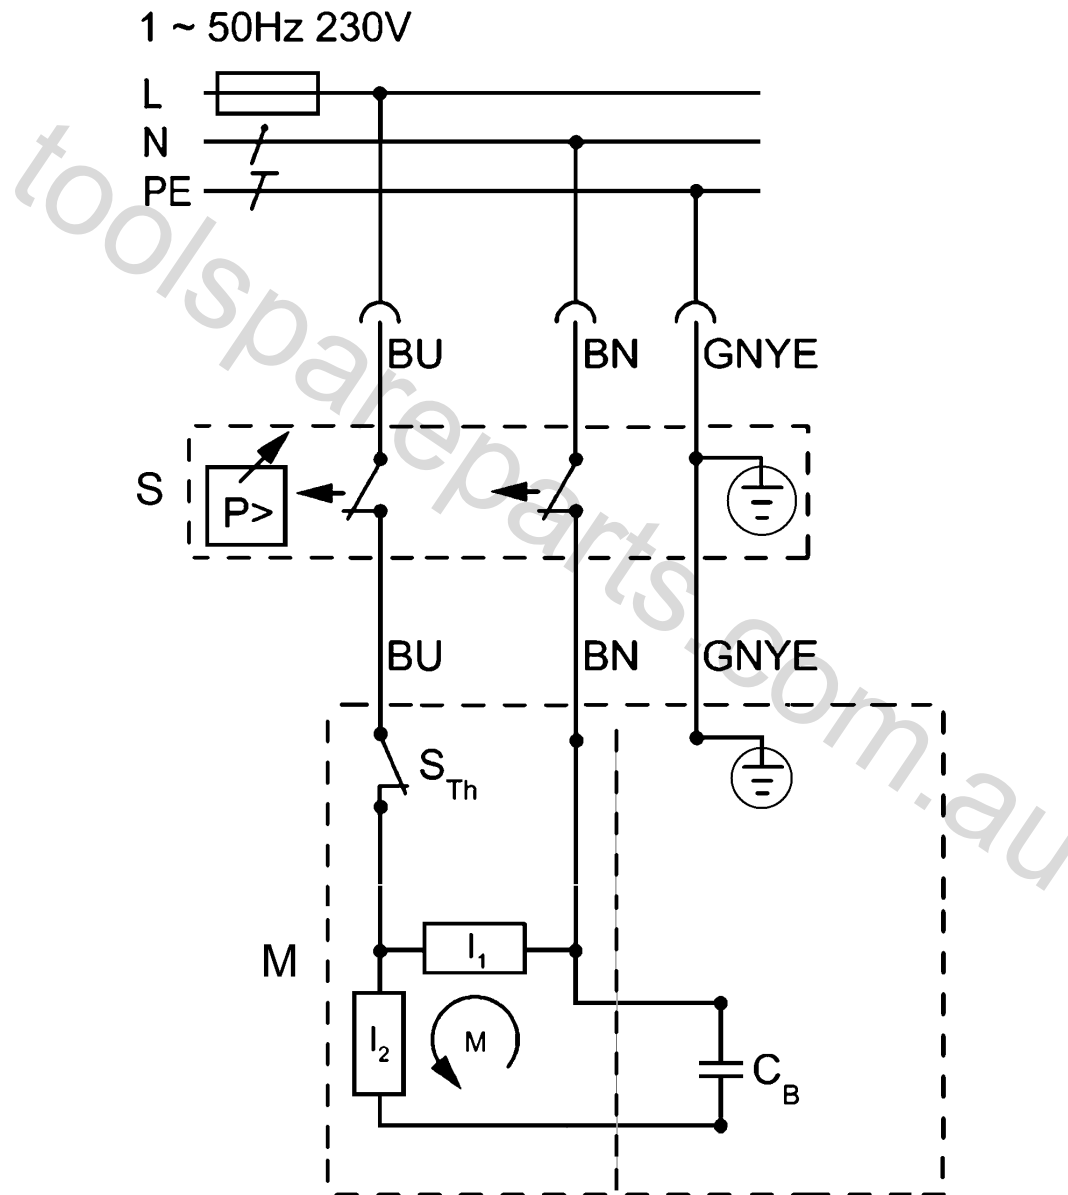 1 ~ 50Hz 230V
L
N
PE
BU BN GNYE
S
P>
BU BN GNYE
STh
M
I1
I2
M
CB
toolspareparts.com.au